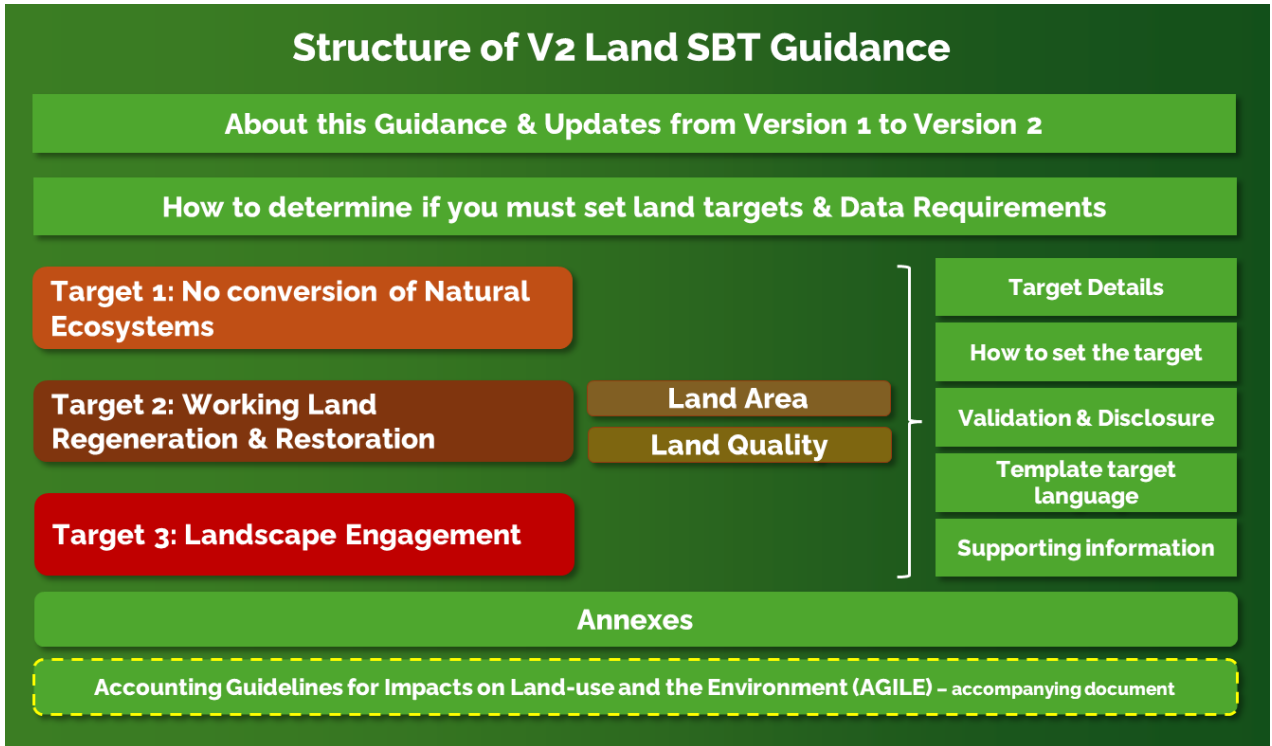 Structure of V2 Land SBT Guidance
About this Guidance & Updates from Version 1 to Version 2
How to determine if you must set land targets & Data Requirements
Target 1: No conversion of Natural
Ecosystems
Target 2: Working Land
Regeneration & Restoration
Land Area
Land Quality
Target 3: Landscape Engagement
Target Details
How to set the target
Validation & Disclosure
Template target
language
Supporting information
Annexes
Accounting Guidelines for Impacts on Land-use and the Environment (AGILE) – accompanying document